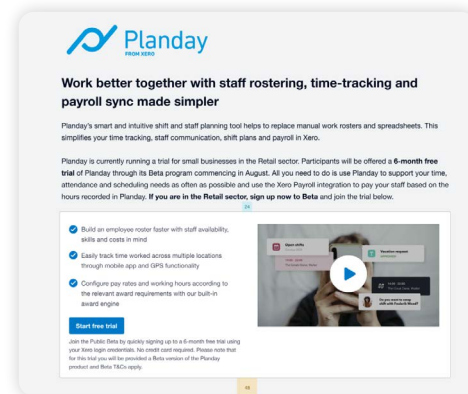 Planday
FROM XERO
Work better together with staff rostering, time-tracking and
payroll sync made simpler
Planday's smart and intuitive shift and staff planning tool helps to replace manual work rosters and spreadsheets. This
simplifies your time tracking, staff communication, shift plans and payroll in Xero.
Planday is currently running a trial for small businesses in the Retail sector. Participants will be offered a 6-month free
trial of Planday through its Beta program commencing in August. All you need to do is use Planday to support your time,
attendance and scheduling needs as often as possible and use the Xero Payroll integration to pay your staff based on the
hours recorded in Planday. If you are in the Retail sector, sign up now to Beta and join the trial below.
Build an employee roster faster with staff availability,
skills and costs in mind
Easily track time worked across multiple locations
through mobile app and GPS functionality
Configure pay rates and working hours according to
the relevant award requirements with our built-in
award engine
Start free trial
Join the Public Beta by quickly signing up to a 6-month free trial using
your Xero login credentials. No credit card required. Please note that
for this trial you will be provided a Beta version of the Planday
product and Beta T&Cs apply.
Open shifts
Vacation request